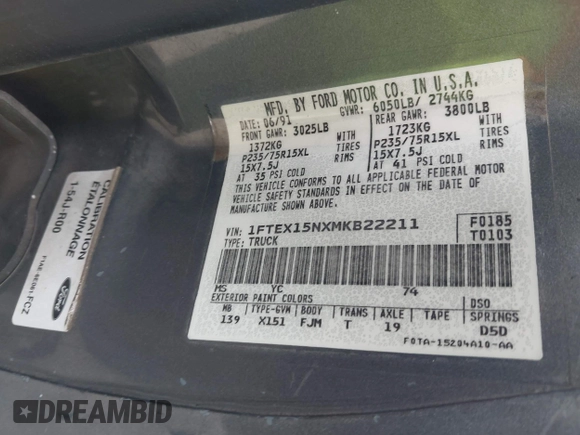 MFD. BY FORD MOTOR CO. IN U.S.A.
DATE: 06/91 GVWR: 6050LB/ 2744KG
FRONT GAWR: 3025LB REAR GAWR: 3800LB
1372KG WITH 1723KG WITH
P235/75R15XL TIRES P235/75R15XL TIRES
15X7.5J RIMS 15X7.5J RIMS
AT 35 PSI COLD AT 41 PSI COLD
THIS VEHICLE CONFORMS TO ALL APPLICABLE FEDERAL MOTOR
VEHICLE SAFETY STANDARDS IN EFFECT ON THE DATE OF
MANUFACTURE SHOWN ABOVE.
VIN: 1FTEX15NXMKB22211 F0185
TYPE: TRUCK T0103
MS YC 74
EXTERIOR PAINT COLORS DSO
WB TYPE-GVW BODY TRANS AXLE TAPE SPRINGS
139 X151 FJM T 19 D5D
F0TA-15204A10-AA
CALIBRATION
ETALONNAGE
1-54J-R00
Ford
DREAMBID